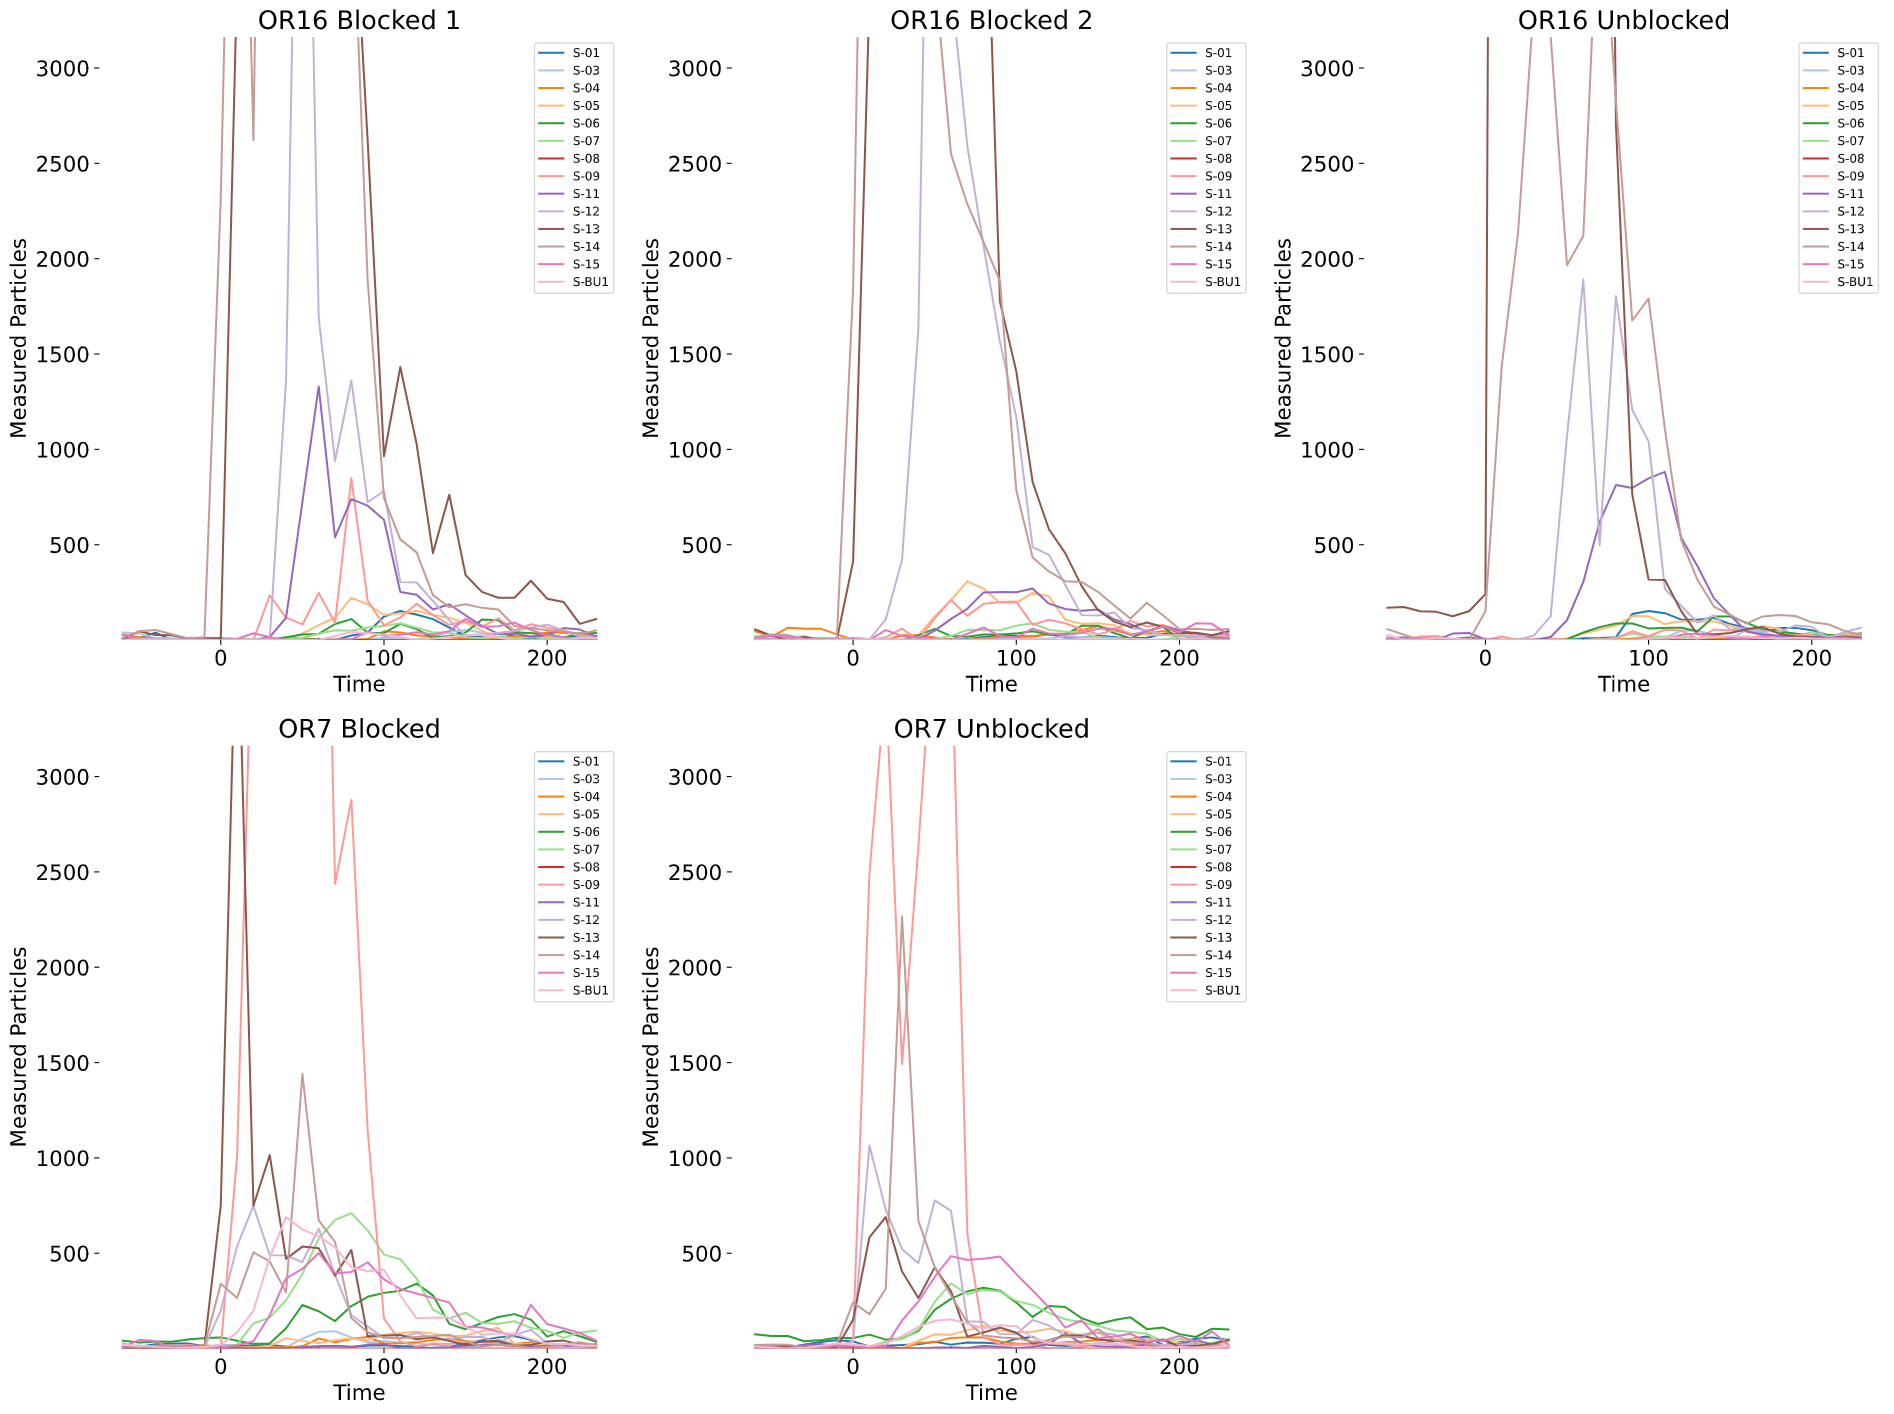 OR16 Blocked 1
3000
2500
2000
1500
1000
500
Measured Particles
0 100 200
Time
S-01
S-03
S-04
S-05
S-06
S-07
S-08
S-09
S-11
S-12
S-13
S-14
S-15
S-BU1
OR16 Blocked 2
3000
2500
2000
1500
1000
500
Measured Particles
0 100 200
Time
S-01
S-03
S-04
S-05
S-06
S-07
S-08
S-09
S-11
S-12
S-13
S-14
S-15
S-BU1
OR16 Unblocked
3000
2500
2000
1500
1000
500
Measured Particles
0 100 200
Time
S-01
S-03
S-04
S-05
S-06
S-07
S-08
S-09
S-11
S-12
S-13
S-14
S-15
S-BU1
OR7 Blocked
3000
2500
2000
1500
1000
500
Measured Particles
0 100 200
Time
S-01
S-03
S-04
S-05
S-06
S-07
S-08
S-09
S-11
S-12
S-13
S-14
S-15
S-BU1
OR7 Unblocked
3000
2500
2000
1500
1000
500
Measured Particles
0 100 200
Time
S-01
S-03
S-04
S-05
S-06
S-07
S-08
S-09
S-11
S-12
S-13
S-14
S-15
S-BU1